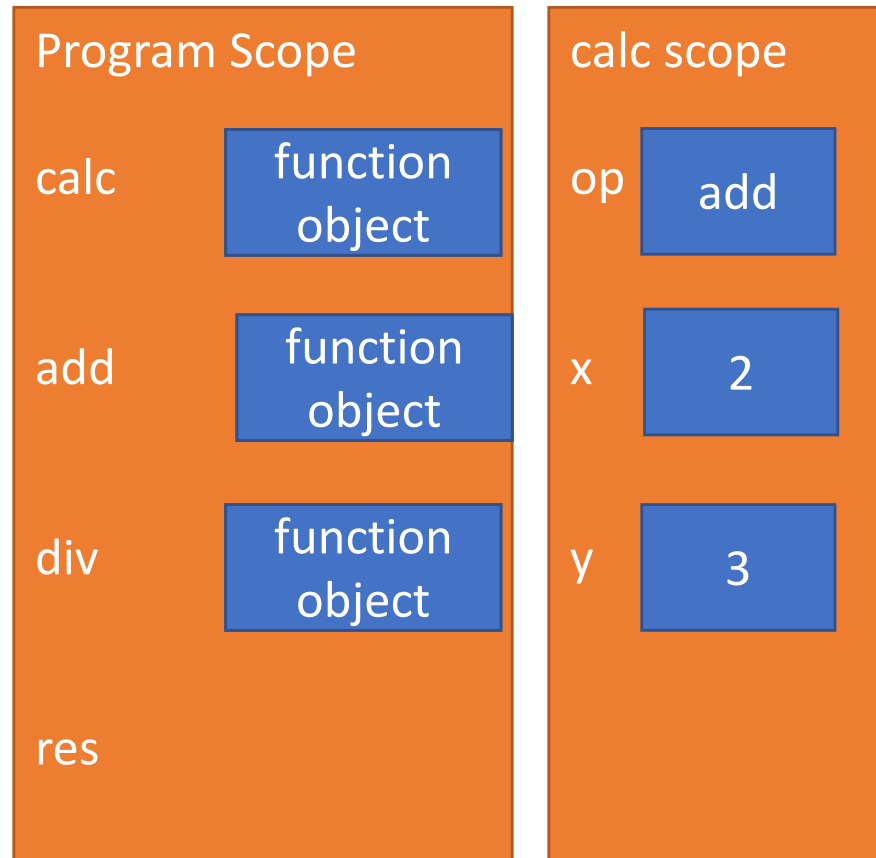 Program Scope
calc
function
object
add
function
object
div
function
object
res
calc scope
op
add
x
2
y
3